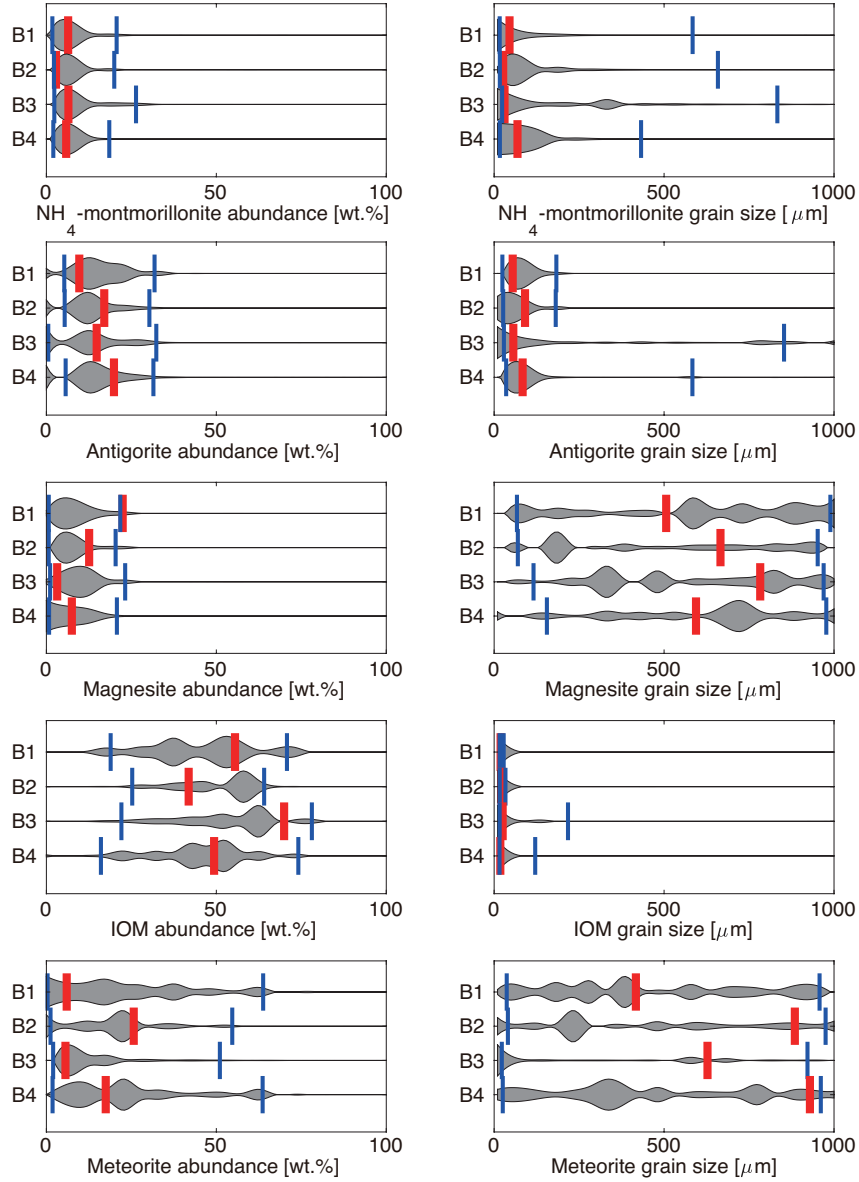 B1
B2
B3
B4
0 50 100
NH4-montmorillonite abundance [wt.%]
B1
B2
B3
B4
0 500 1000
NH4-montmorillonite grain size [μm]
B1
B2
B3
B4
0 50 100
Antigorite abundance [wt.%]
B1
B2
B3
B4
0 500 1000
Antigorite grain size [μm]
B1
B2
B3
B4
0 50 100
Magnesite abundance [wt.%]
B1
B2
B3
B4
0 500 1000
Magnesite grain size [μm]
B1
B2
B3
B4
0 50 100
IOM abundance [wt.%]
B1
B2
B3
B4
0 500 1000
IOM grain size [μm]
B1
B2
B3
B4
0 50 100
Meteorite abundance [wt.%]
B1
B2
B3
B4
0 500 1000
Meteorite grain size [μm]